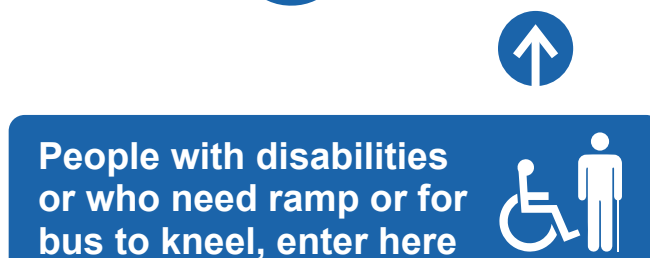 People with disabilities
or who need ramp or for
bus to kneel, enter here